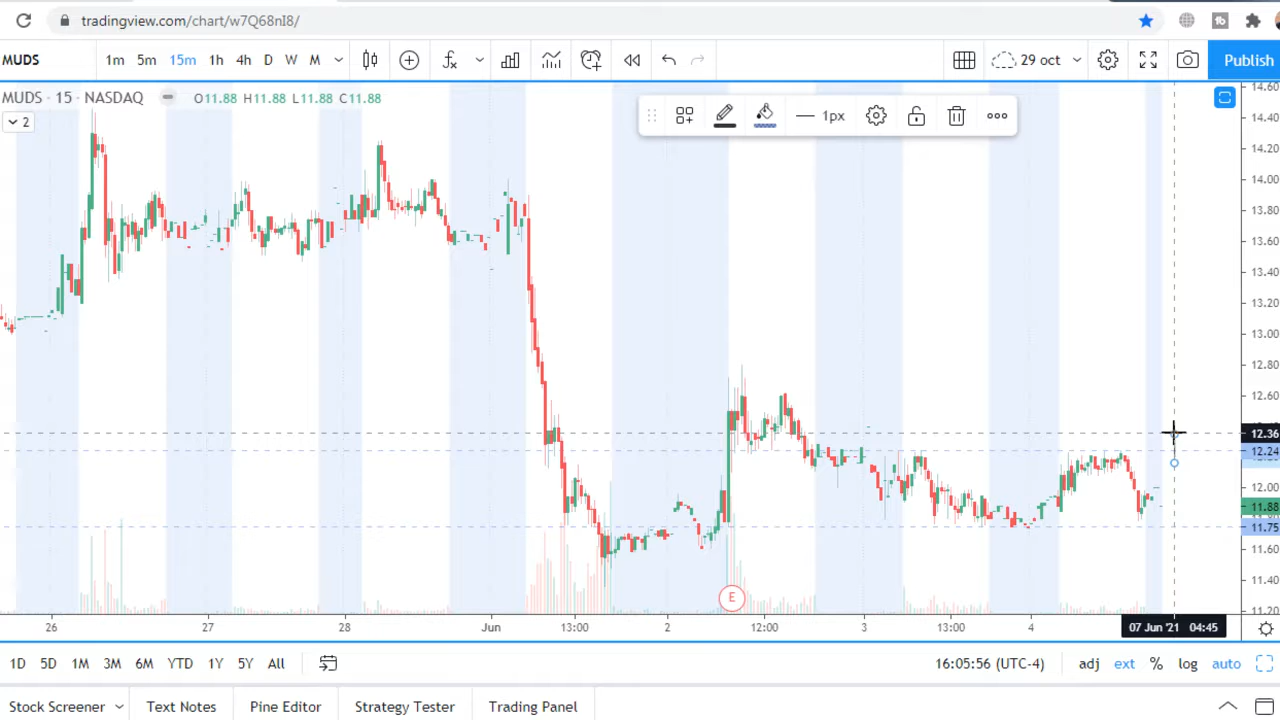 tradingview.com/chart/w7Q68nI8/
MUDS 1m 5m 15m 1h 4h D W M 29 oct Publish
MUDS · 15 · NASDAQ O11.88 H11.88 L11.88 C11.88
2
1px
14.60
14.40
14.20
14.00
13.80
13.60
13.40
13.20
13.00
12.80
12.60
12.36
12.24
12.00
11.88
11.75
11.60
11.40
11.20
E
26 27 28 Jun 13:00 2 12:00 3 13:00 4 07 Jun '21 04:45
1D 5D 1M 3M 6M YTD 1Y 5Y All 16:05:56 (UTC-4) adj ext % log auto
Stock Screener Text Notes Pine Editor Strategy Tester Trading Panel